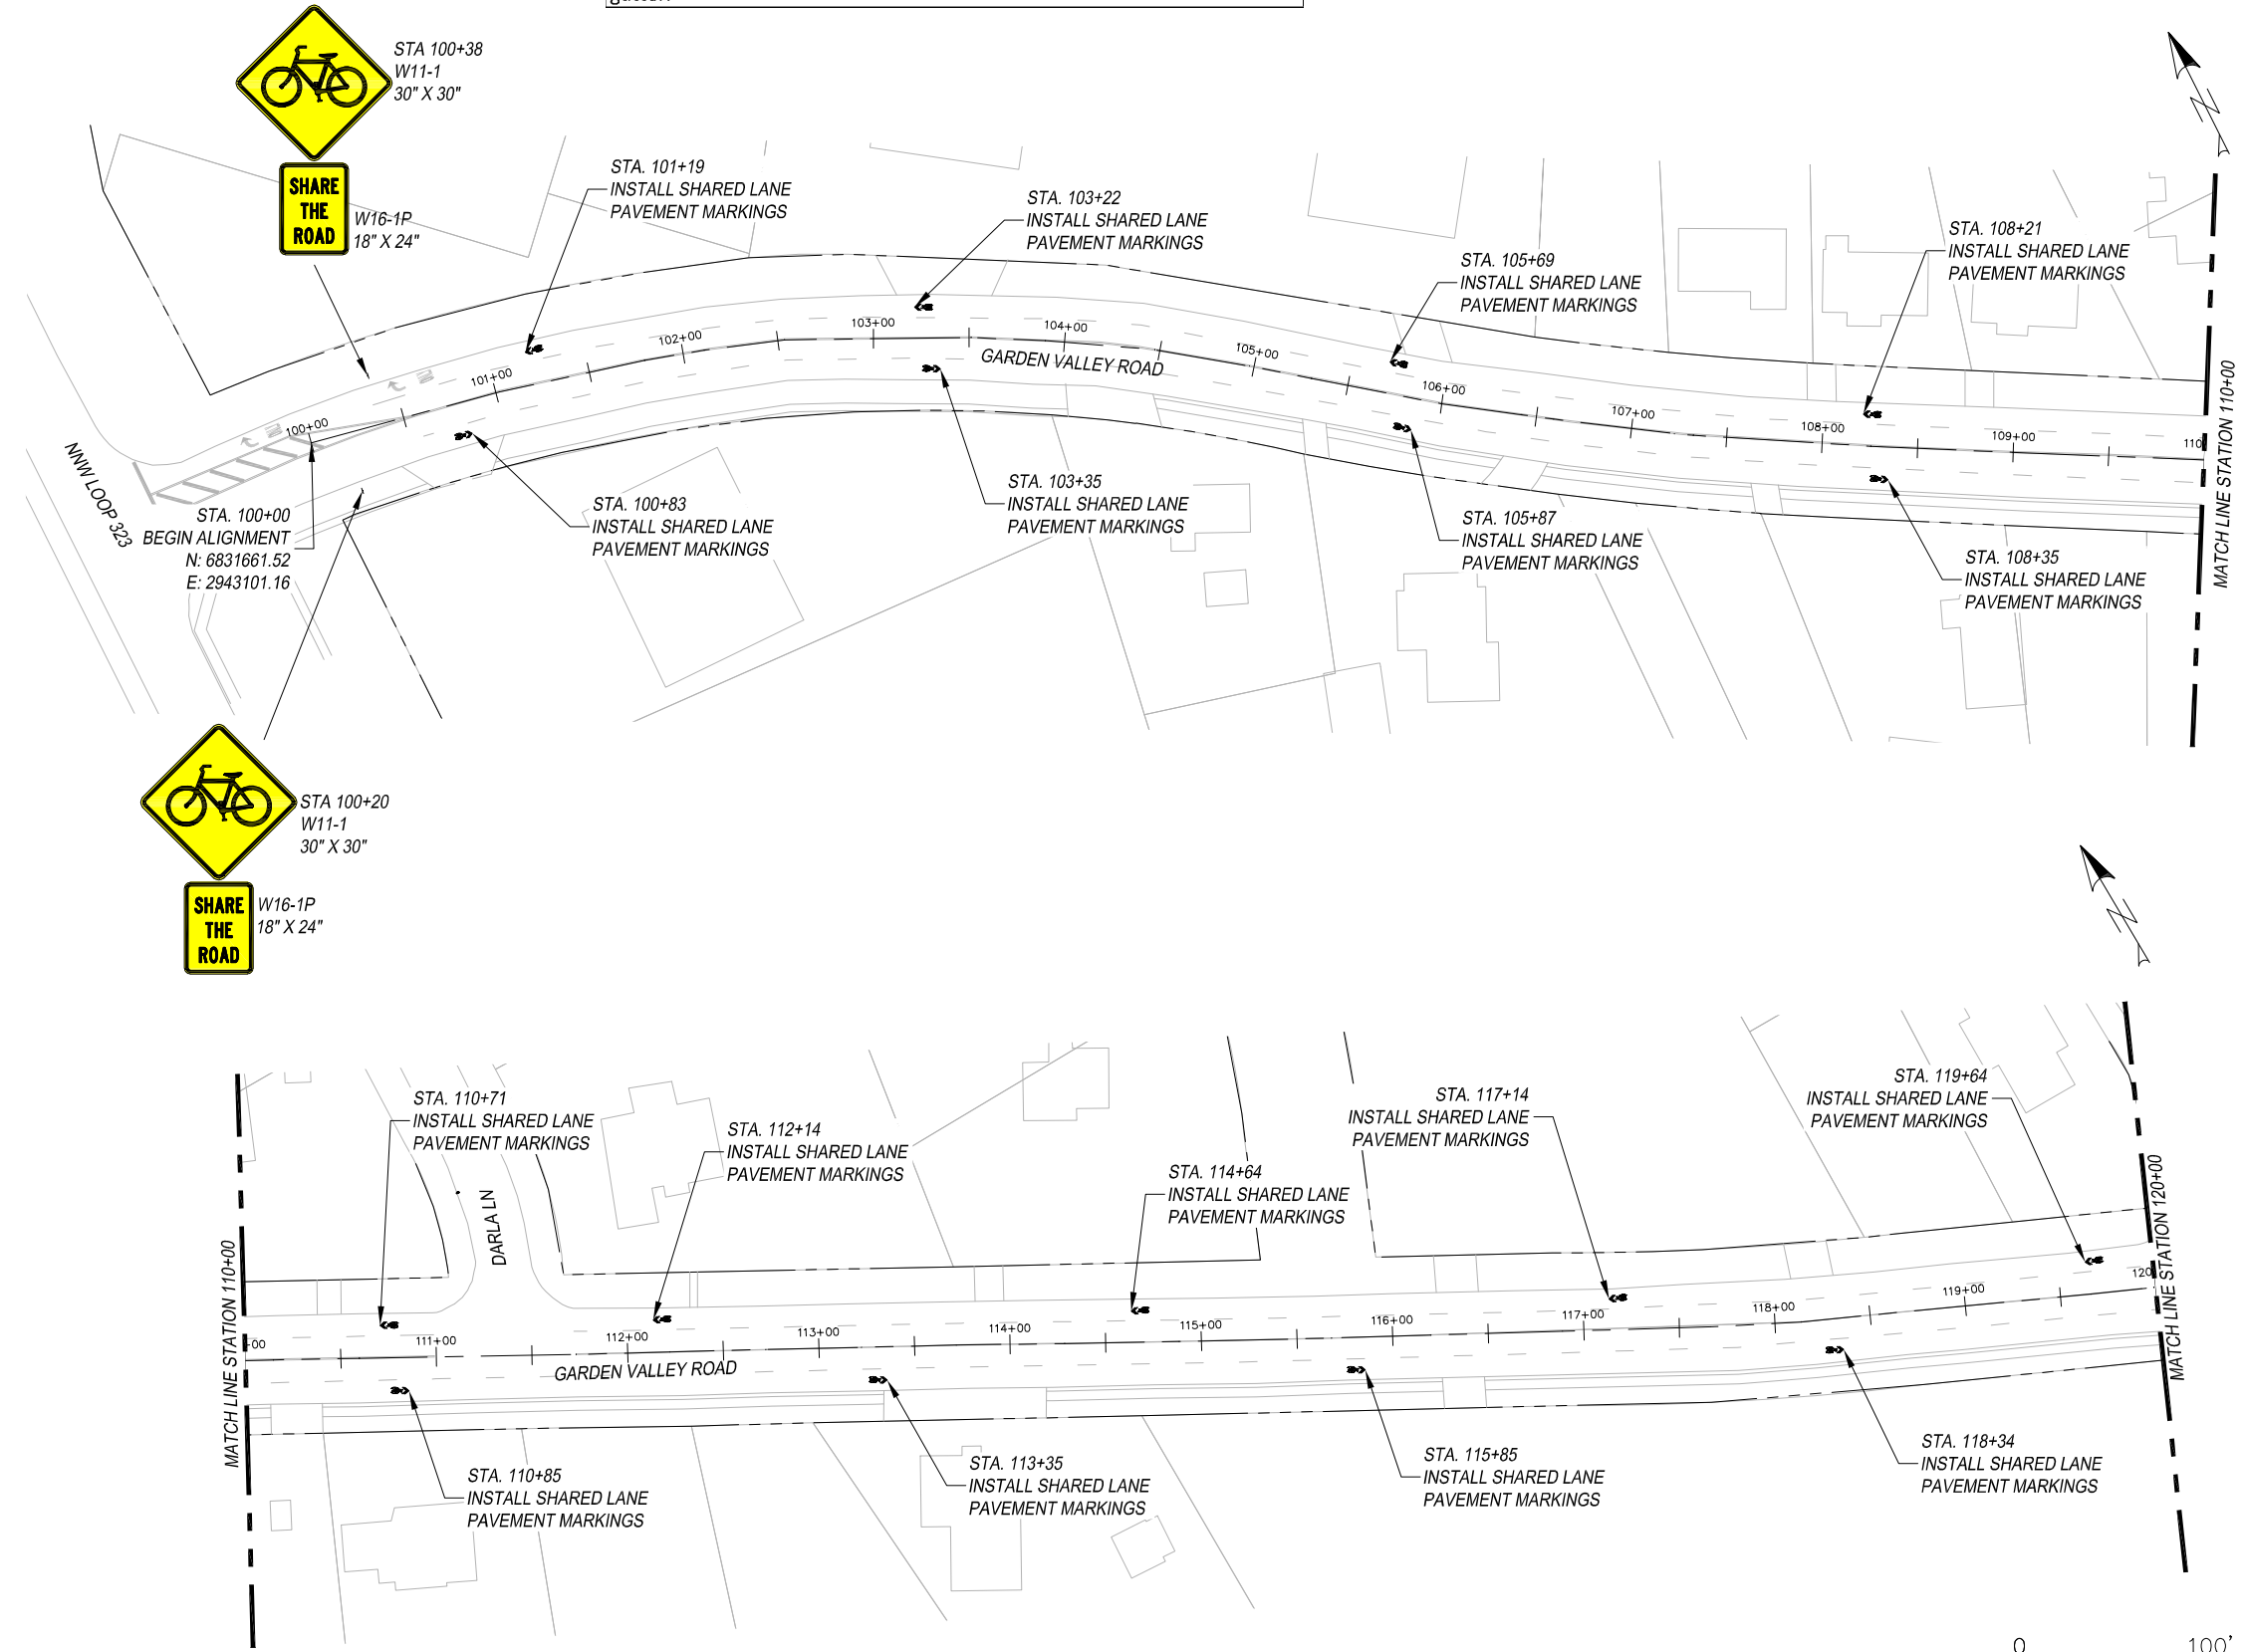 STA 100+38
W11-1
30" X 30"
SHARE
THE
ROAD
W16-1P
18" X 24"
STA. 101+19
INSTALL SHARED LANE
PAVEMENT MARKINGS
STA. 103+22
INSTALL SHARED LANE
PAVEMENT MARKINGS
STA. 105+69
INSTALL SHARED LANE
PAVEMENT MARKINGS
STA. 108+21
INSTALL SHARED LANE
PAVEMENT MARKINGS
100+00
101+00
102+00
103+00
104+00
105+00
106+00
107+00
108+00
109+00
110
GARDEN VALLEY ROAD
NNW LOOP 323
MATCH LINE STATION 110+00
STA. 100+00
BEGIN ALIGNMENT
N: 6831661.52
E: 2943101.16
STA. 100+83
INSTALL SHARED LANE
PAVEMENT MARKINGS
STA. 103+35
INSTALL SHARED LANE
PAVEMENT MARKINGS
STA. 105+87
INSTALL SHARED LANE
PAVEMENT MARKINGS
STA. 108+35
INSTALL SHARED LANE
PAVEMENT MARKINGS
STA 100+20
W11-1
30" X 30"
SHARE
THE
ROAD
W16-1P
18" X 24"
STA. 110+71
INSTALL SHARED LANE
PAVEMENT MARKINGS
STA. 112+14
INSTALL SHARED LANE
PAVEMENT MARKINGS
STA. 114+64
INSTALL SHARED LANE
PAVEMENT MARKINGS
STA. 117+14
INSTALL SHARED LANE
PAVEMENT MARKINGS
STA. 119+64
INSTALL SHARED LANE
PAVEMENT MARKINGS
DARLA LN
MATCH LINE STATION 110+00
+00
111+00
112+00
113+00
114+00
115+00
116+00
117+00
118+00
119+00
120
GARDEN VALLEY ROAD
MATCH LINE STATION 120+00
STA. 110+85
INSTALL SHARED LANE
PAVEMENT MARKINGS
STA. 113+35
INSTALL SHARED LANE
PAVEMENT MARKINGS
STA. 115+85
INSTALL SHARED LANE
PAVEMENT MARKINGS
STA. 118+34
INSTALL SHARED LANE
PAVEMENT MARKINGS
0 100'